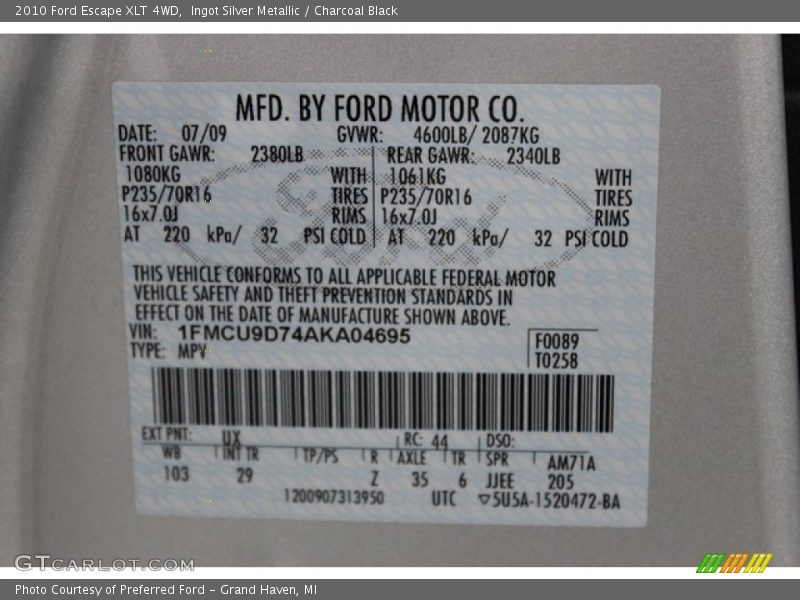 2010 Ford Escape XLT 4WD, Ingot Silver Metallic / Charcoal Black
MFD. BY FORD MOTOR CO.
DATE: 07/09 GVWR: 4600LB/ 2087KG
FRONT GAWR: 2380LB REAR GAWR: 2340LB
1080KG WITH 1061KG WITH
P235/70R16 TIRES P235/70R16 TIRES
16x7.0J RIMS 16x7.0J RIMS
AT 220 kPa/ 32 PSI COLD AT 220 kPa/ 32 PSI COLD
THIS VEHICLE CONFORMS TO ALL APPLICABLE FEDERAL MOTOR
VEHICLE SAFETY AND THEFT PREVENTION STANDARDS IN
EFFECT ON THE DATE OF MANUFACTURE SHOWN ABOVE.
VIN: 1FMCU9D74AKA04695 F0089
TYPE: MPV T0258
EXT PNT: UX RC: 44 DSO:
WB INT TR TP/PS R AXLE TR SPR AM71A
103 29 Z 35 6 JJEE 205
1200907313950 UTC ▽5U5A-1520472-BA
GTCARLOT.COM
Photo Courtesy of Preferred Ford – Grand Haven, MI